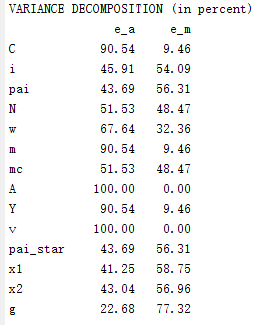 VARIANCE DECOMPOSITION (in percent)
e_a e_m
C 90.54 9.46
i 45.91 54.09
pai 43.69 56.31
N 51.53 48.47
w 67.64 32.36
m 90.54 9.46
mc 51.53 48.47
A 100.00 0.00
Y 90.54 9.46
v 100.00 0.00
pai_star 43.69 56.31
x1 41.25 58.75
x2 43.04 56.96
g 22.68 77.32